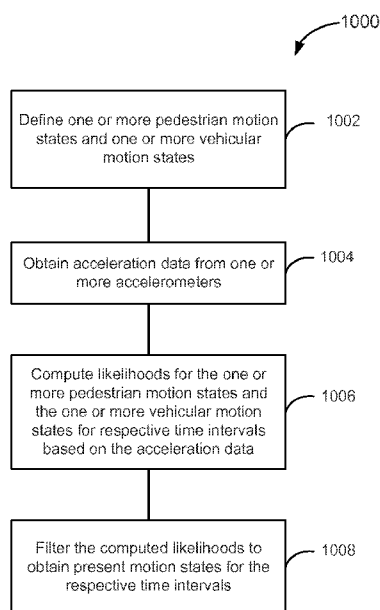 1000
Define one or more pedestrian motion
states and one or more vehicular
motion states
1002
Obtain acceleration data from one or
more accelerometers
1004
Compute likelihoods for the one or
more pedestrian motion states and
the one or more vehicular motion
states for respective time intervals
based on the acceleration data
1006
Filter the computed likelihoods to
obtain present motion states for the
respective time intervals
1008